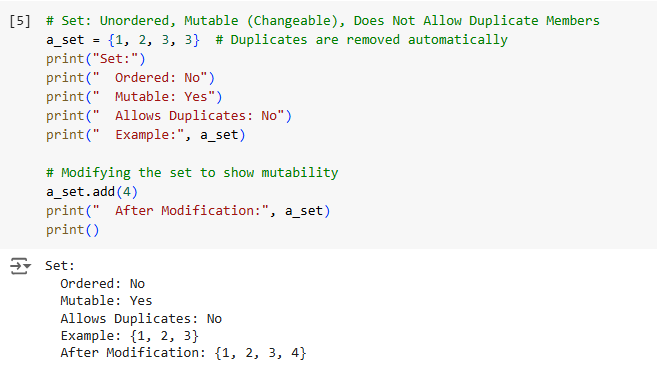 [5] # Set: Unordered, Mutable (Changeable), Does Not Allow Duplicate Members
a_set = {1, 2, 3, 3}  # Duplicates are removed automatically
print("Set:")
print("  Ordered: No")
print("  Mutable: Yes")
print("  Allows Duplicates: No")
print("  Example:", a_set)
# Modifying the set to show mutability
a_set.add(4)
print("  After Modification:", a_set)
print()
Set:
  Ordered: No
  Mutable: Yes
  Allows Duplicates: No
  Example: {1, 2, 3}
  After Modification: {1, 2, 3, 4}